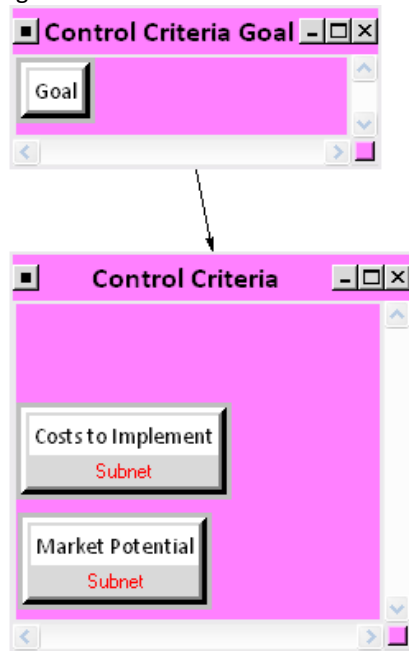 Control Criteria Goal
Goal
Control Criteria
Costs to Implement
Subnet
Market Potential
Subnet